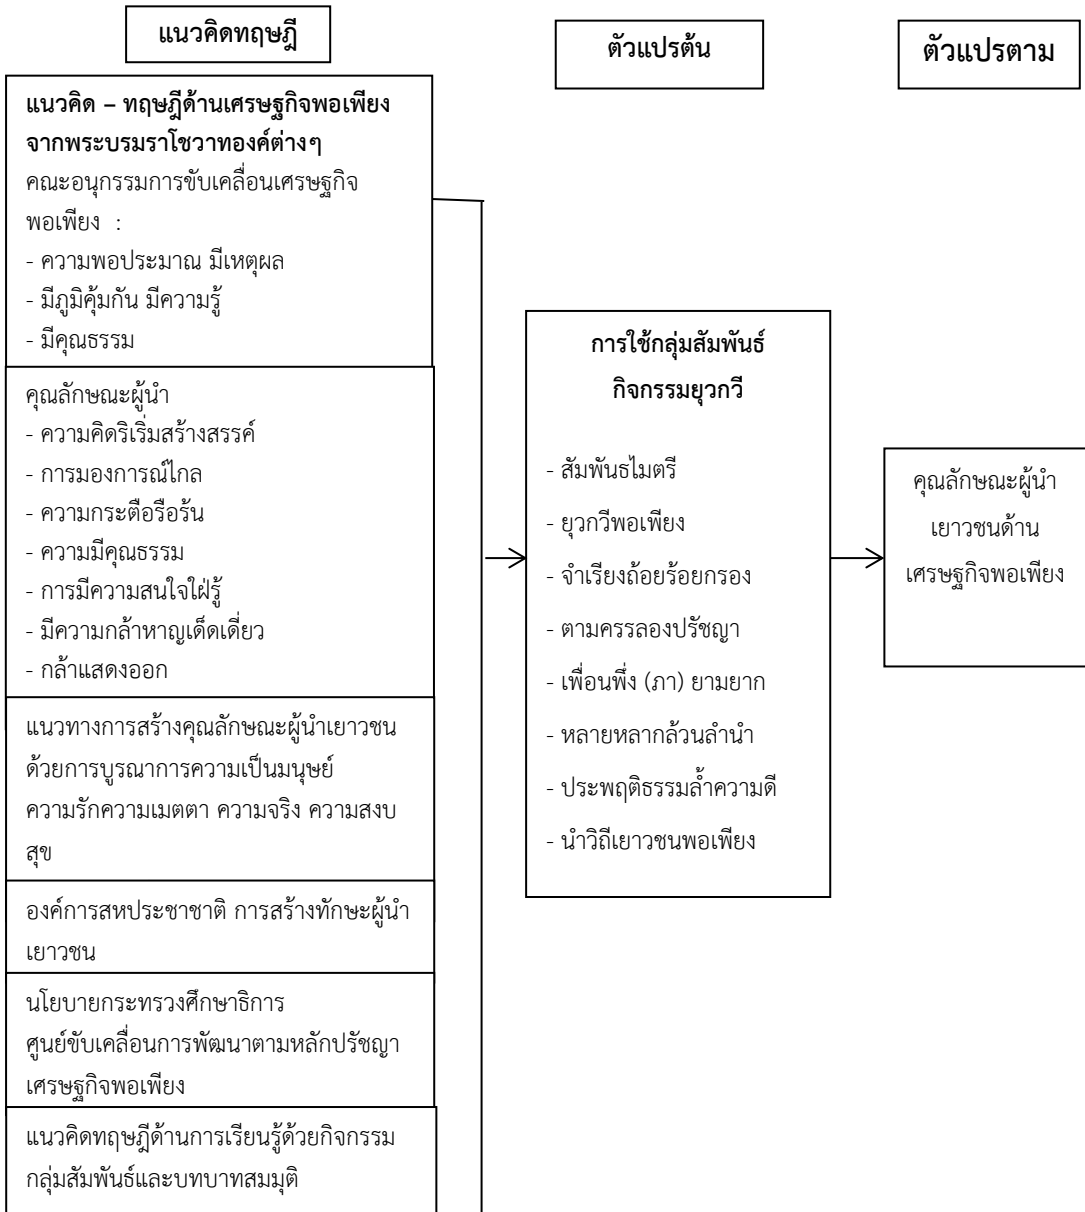 แนวคิดทฤษฎี
ตัวแปรต้น
ตัวแปรตาม
แนวคิด – ทฤษฎีด้านเศรษฐกิจพอเพียง
จากพระบรมราโชวาทองค์ต่างๆ
คณะอนุกรรมการขับเคลื่อนเศรษฐกิจ
พอเพียง :
- ความพอประมาณ มีเหตุผล
- มีภูมิคุ้มกัน มีความรู้
- มีคุณธรรม
คุณลักษณะผู้นำ
- ความคิดริเริ่มสร้างสรรค์
- การมองการณ์ไกล
- ความกระตือรือร้น
- ความมีคุณธรรม
- การมีความสนใจใฝ่รู้
- มีความกล้าหาญเด็ดเดี่ยว
- กล้าแสดงออก
แนวทางการสร้างคุณลักษณะผู้นำเยาวชน
ด้วยการบูรณาการความเป็นมนุษย์
ความรักความเมตตา ความจริง ความสงบ
สุข
องค์การสหประชาชาติ การสร้างทักษะผู้นำ
เยาวชน
นโยบายกระทรวงศึกษาธิการ
ศูนย์ขับเคลื่อนการพัฒนาตามหลักปรัชญา
เศรษฐกิจพอเพียง
แนวคิดทฤษฎีด้านการเรียนรู้ด้วยกิจกรรม
กลุ่มสัมพันธ์และบทบาทสมมุติ
การใช้กลุ่มสัมพันธ์
กิจกรรมยุวกวี
- สัมพันธไมตรี
- ยุวกวีพอเพียง
- จำเรียงถ้อยร้อยกรอง
- ตามครรลองปรัชญา
- เพื่อนพึ่ง (ภา) ยามยาก
- หลายหลากล้วนลำนำ
- ประพฤติธรรมล้ำความดี
- นำวิถีเยาวชนพอเพียง
คุณลักษณะผู้นำ
เยาวชนด้าน
เศรษฐกิจพอเพียง